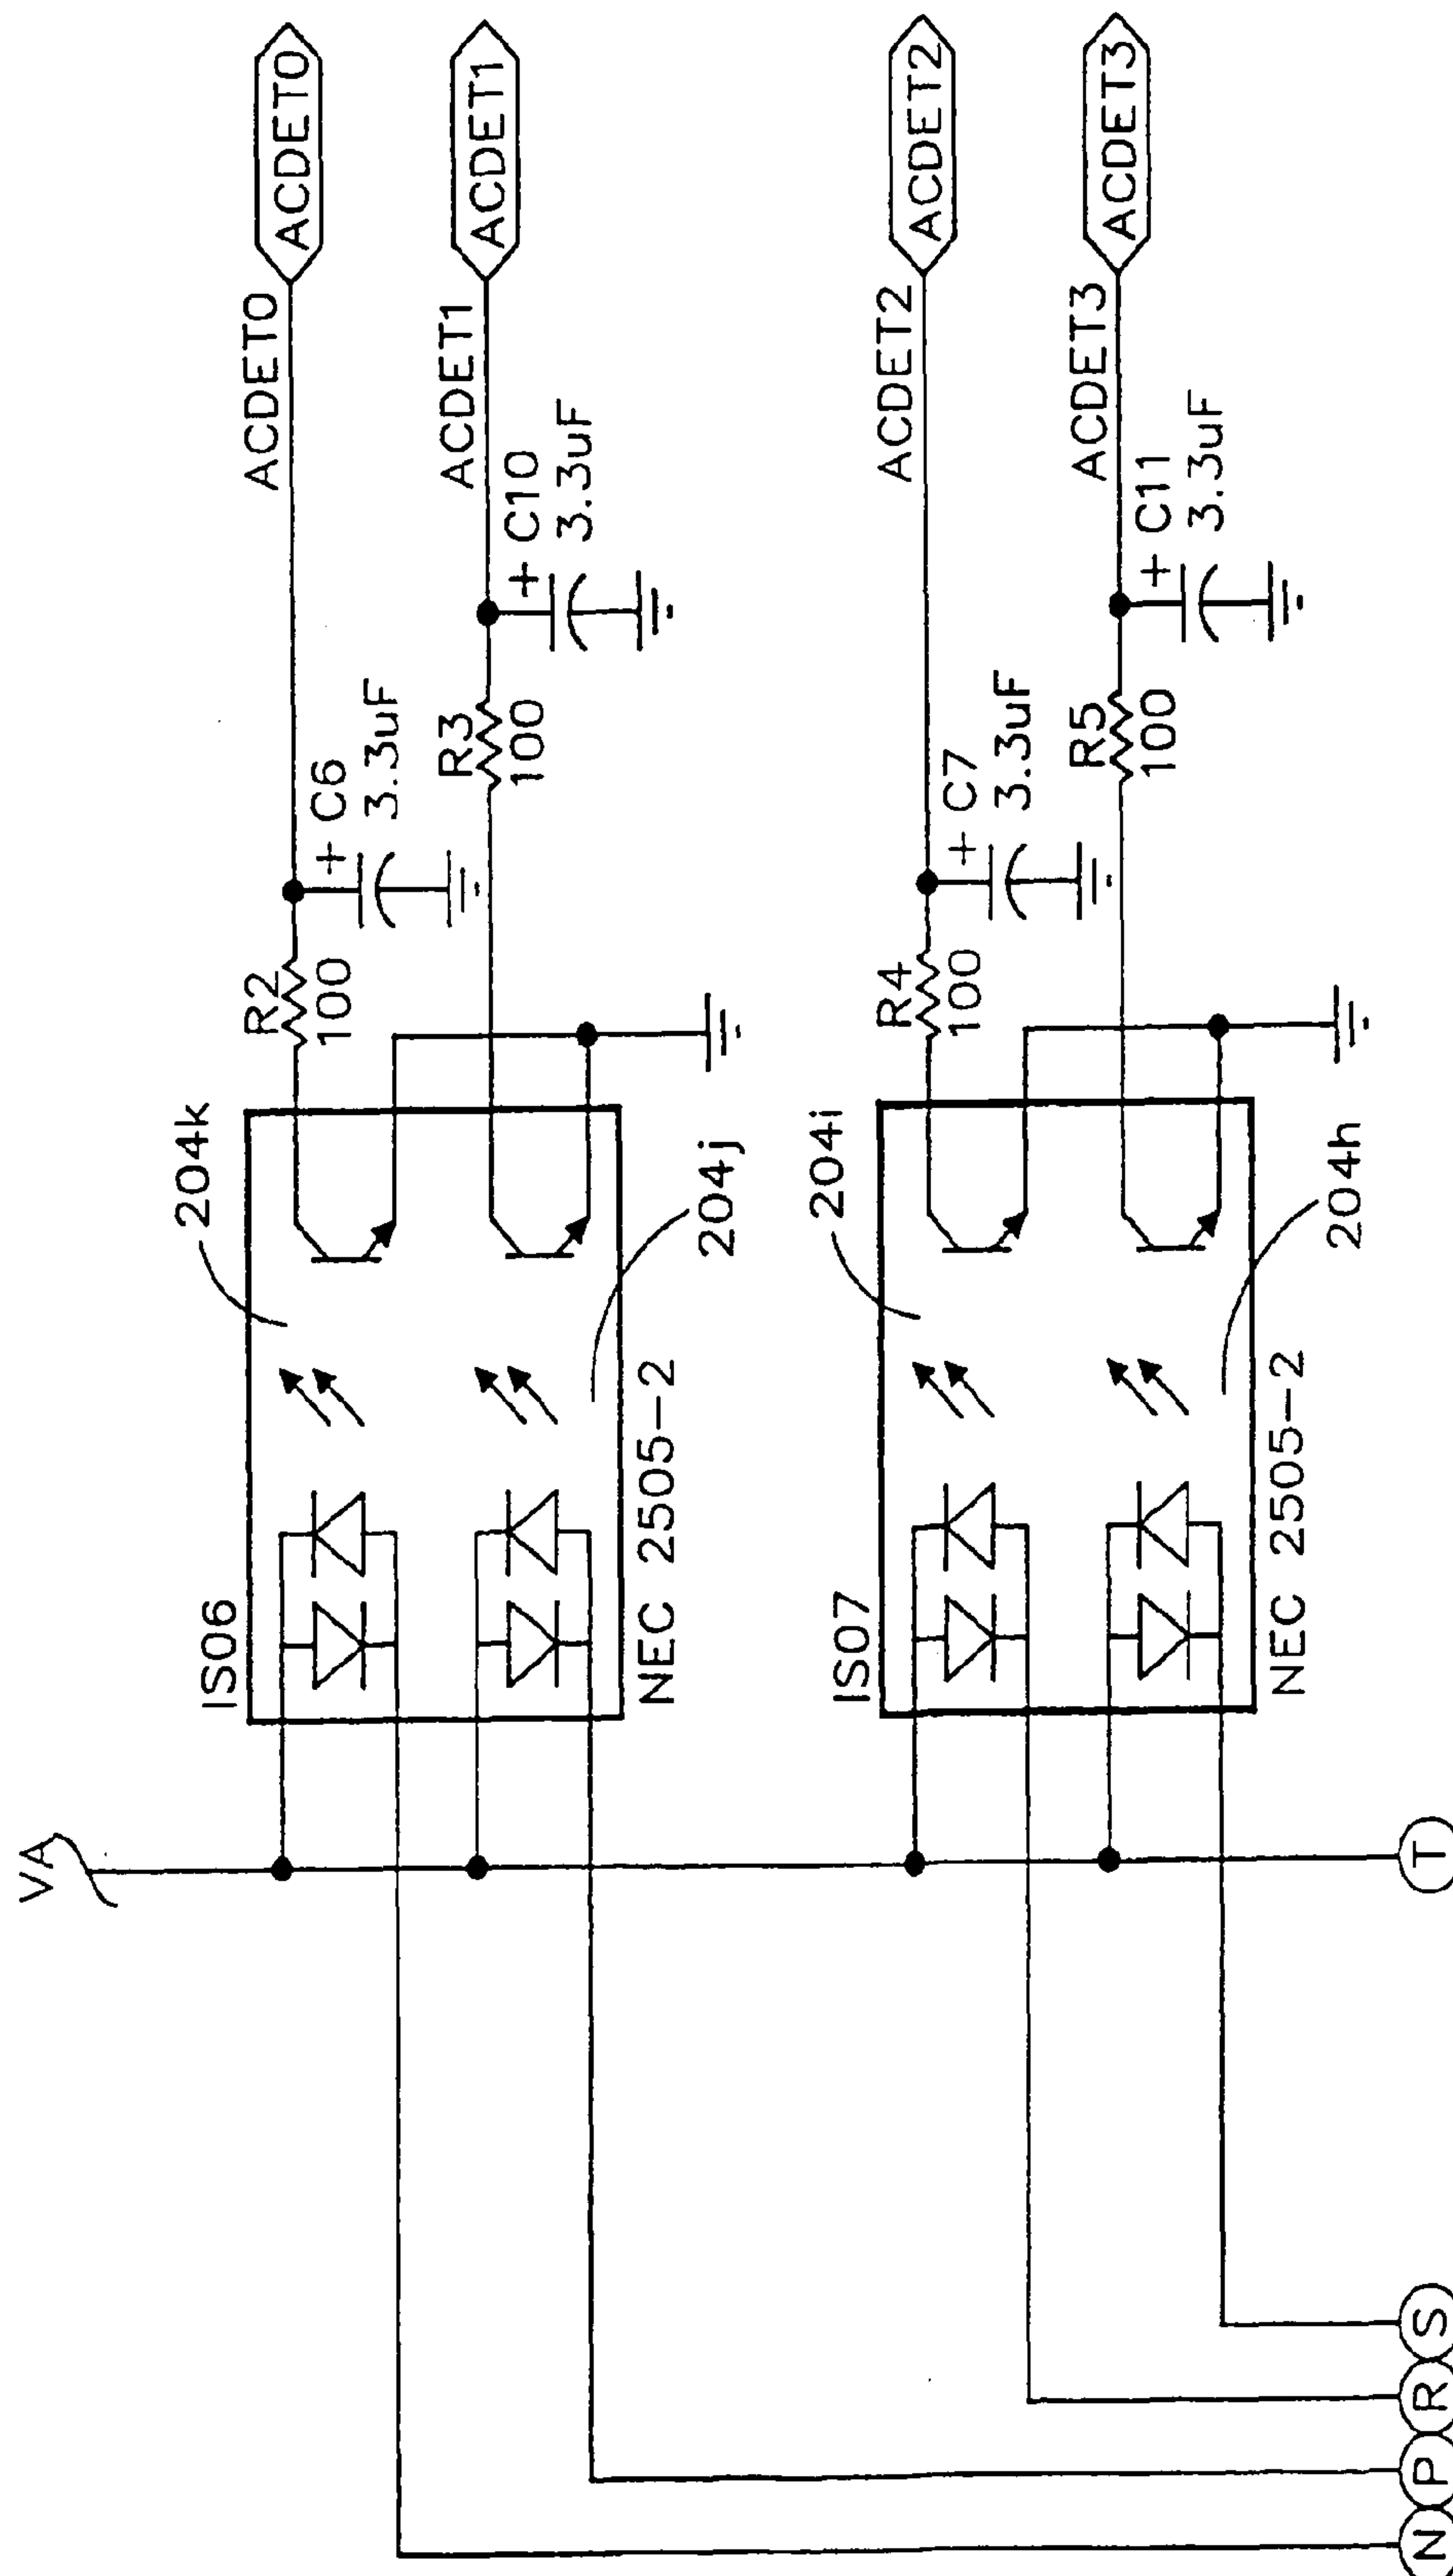 VA
IS06
204k
R2
100
+ C6
3.3uF
ACDET0
ACDET0
204j
NEC 2505-2
R3
100
+ C10
3.3uF
ACDET1
ACDET1
IS07
204i
R4
100
+ C7
3.3uF
ACDET2
ACDET2
204h
NEC 2505-2
R5
100
+ C11
3.3uF
ACDET3
ACDET3
N
P
R
S
T